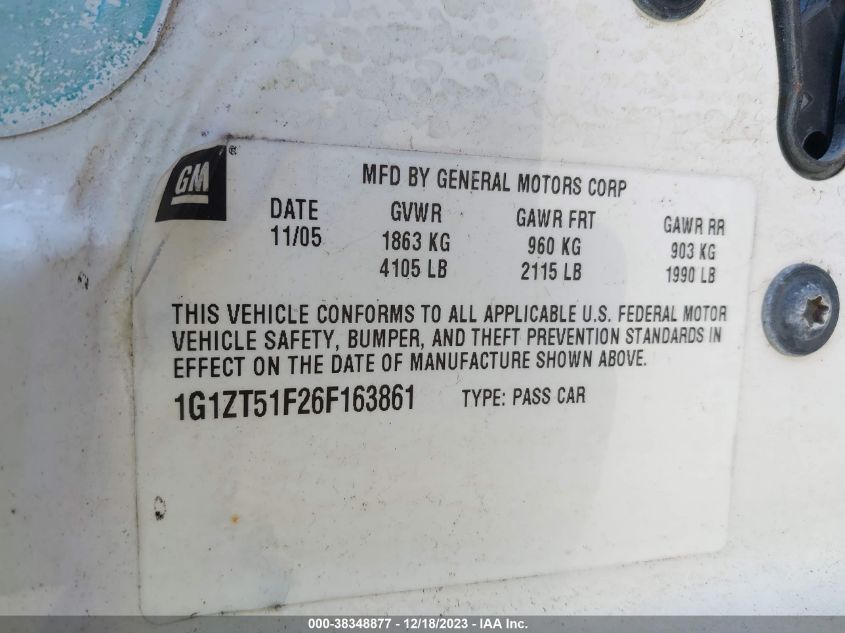 GM ®
MFD BY GENERAL MOTORS CORP
DATE GVWR GAWR FRT GAWR RR
11/05 1863 KG 960 KG 903 KG
4105 LB 2115 LB 1990 LB
THIS VEHICLE CONFORMS TO ALL APPLICABLE U.S. FEDERAL MOTOR
VEHICLE SAFETY, BUMPER, AND THEFT PREVENTION STANDARDS IN
EFFECT ON THE DATE OF MANUFACTURE SHOWN ABOVE.
1G1ZT51F26F163861 TYPE: PASS CAR
000-38348877 - 12/18/2023 - IAA Inc.